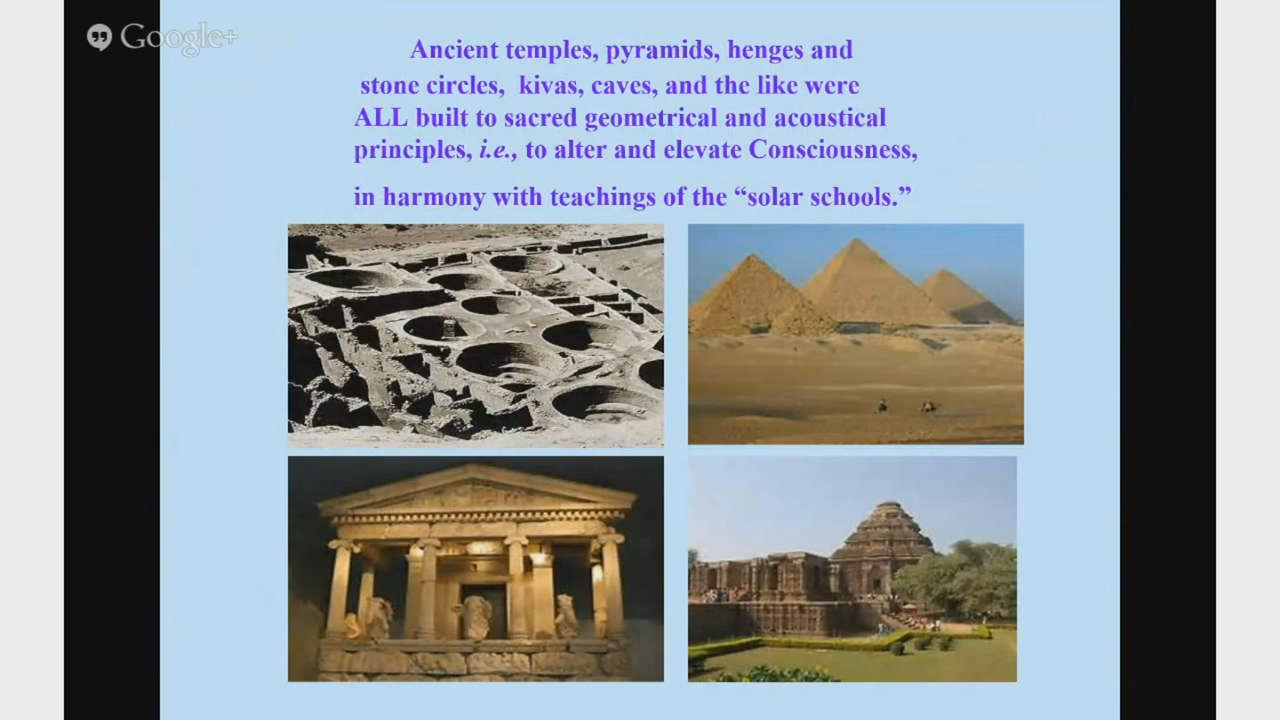 Google+
Ancient temples, pyramids, henges and
stone circles, kivas, caves, and the like were
ALL built to sacred geometrical and acoustical
principles, i.e., to alter and elevate Consciousness,
in harmony with teachings of the “solar schools.”